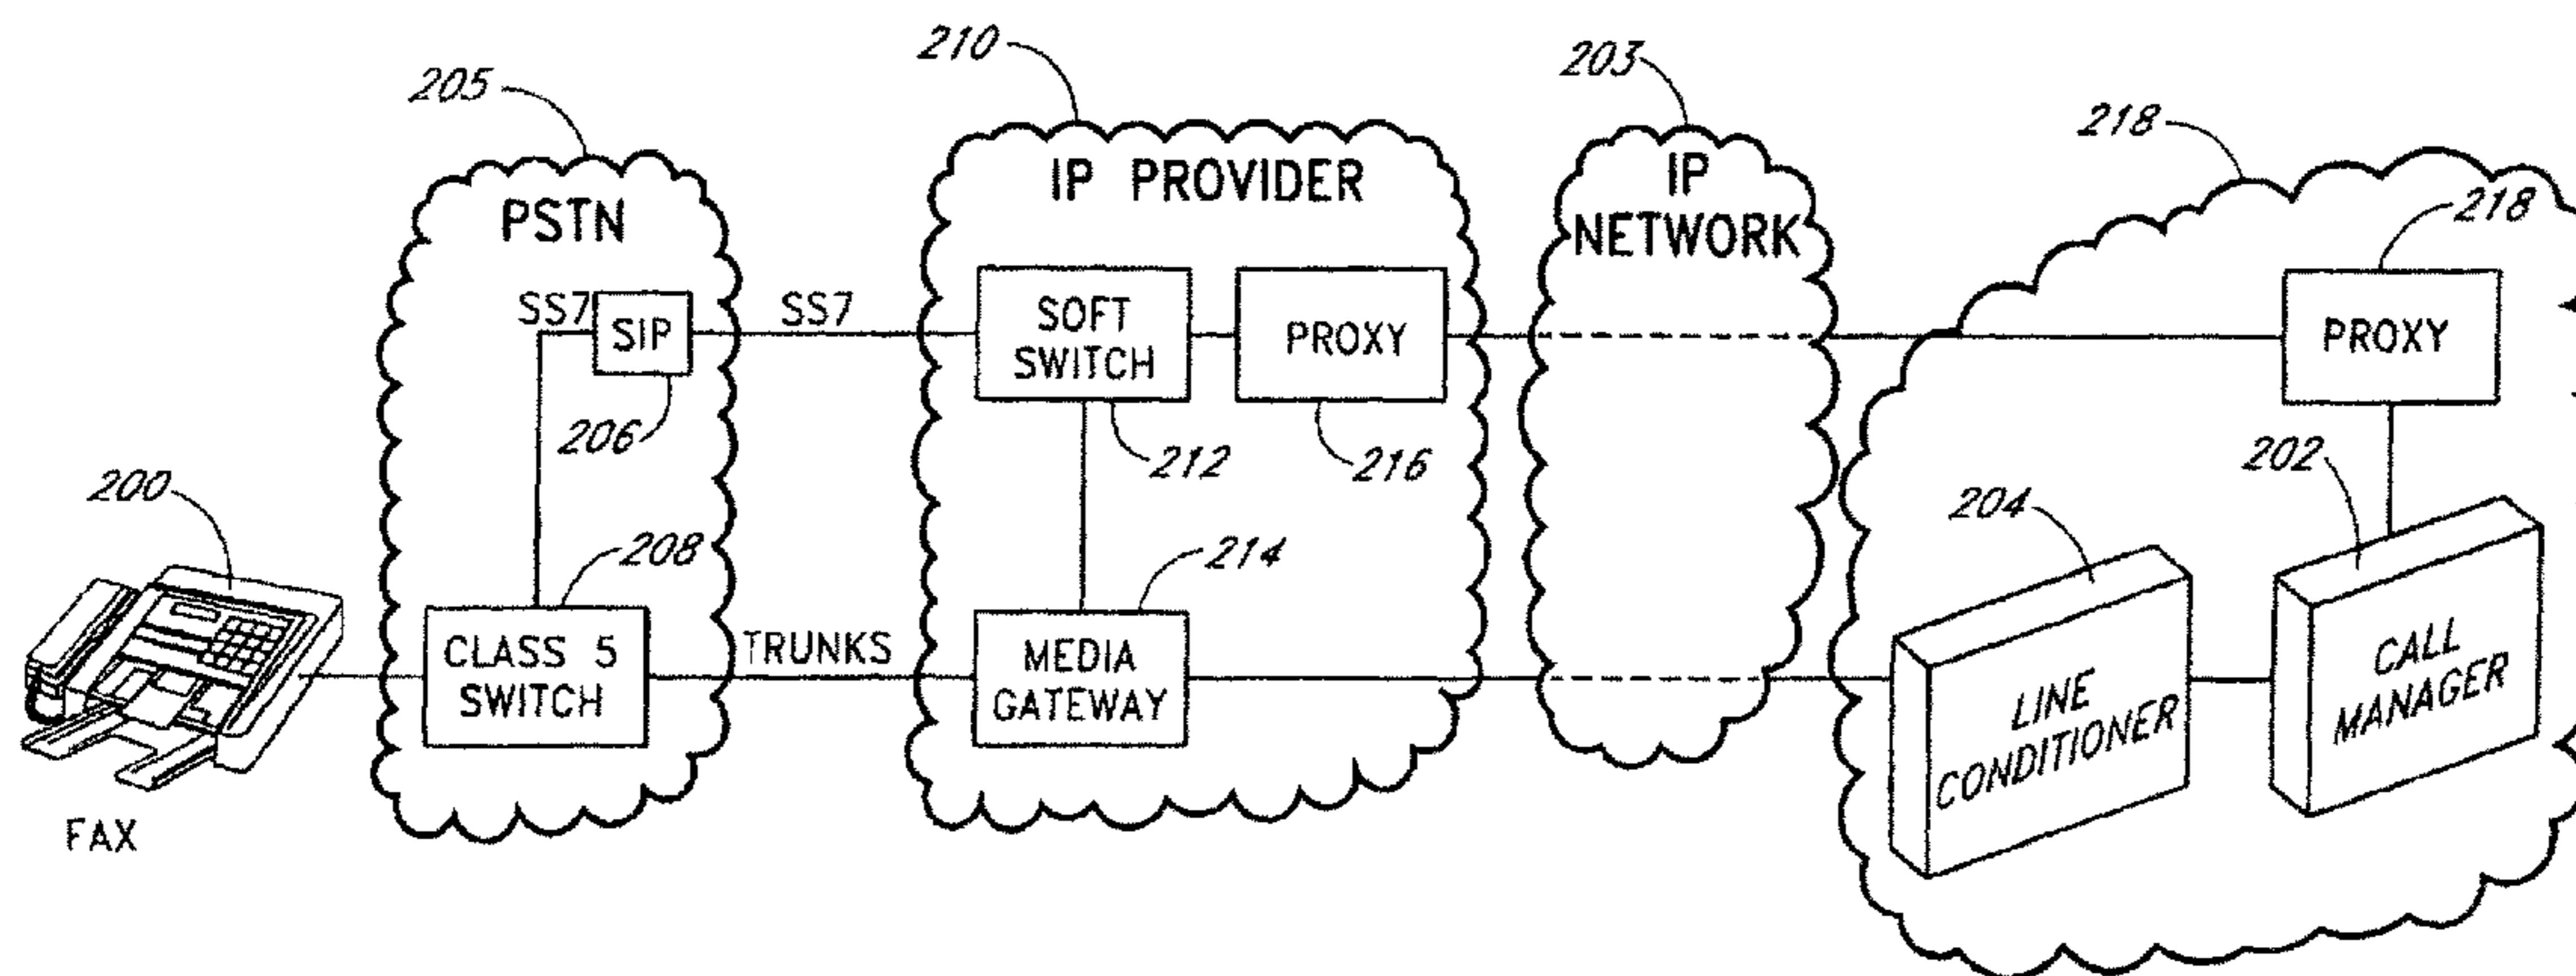 210
203
205
218
IP PROVIDER
IP
NETWORK
PSTN
218
SS7
SIP
SS7
SOFT
SWITCH
PROXY
PROXY
206
212
216
202
200
204
208
214
CLASS 5
SWITCH
TRUNKS
MEDIA
GATEWAY
LINE
CONDITIONER
CALL
MANAGER
FAX